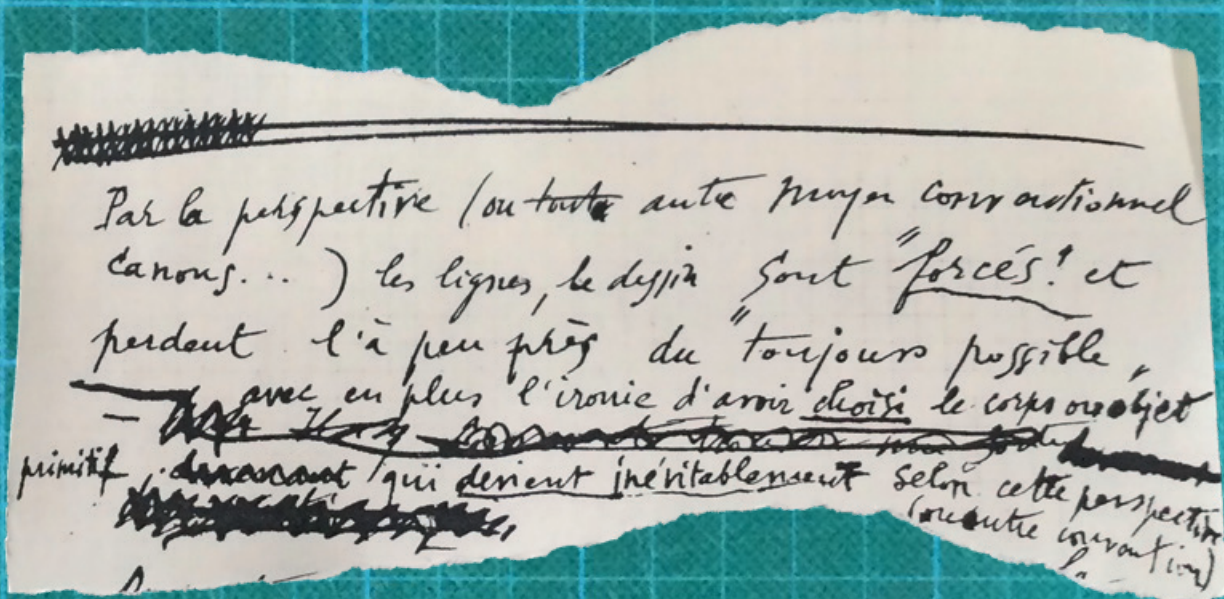 Par la perspective (ou toute autre moyen conventionnel
canons...) les lignes, le dessin sont "forcés" et
perdent l'à peu près du "toujours possible"
avec en plus l'ironie d'avoir choisi le corps ou objet
primitif, qui devient inévitablement selon cette perspective
(ou autre convention)